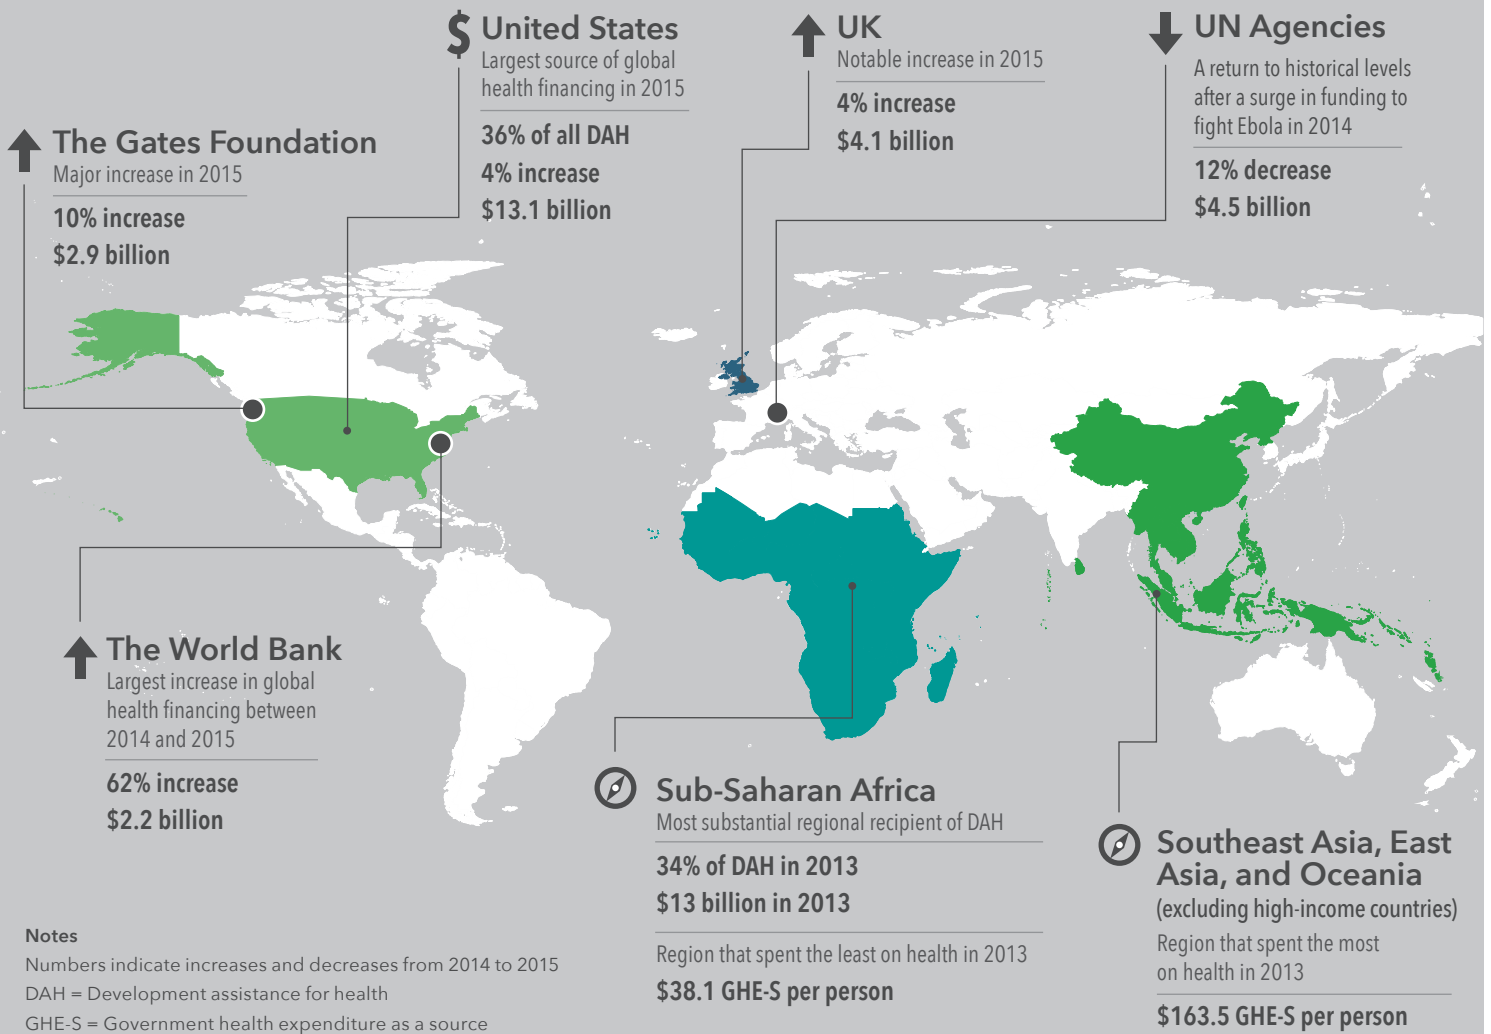 The Gates Foundation
Major increase in 2015
10% increase
$2.9 billion
$
United States
Largest source of global
health financing in 2015
36% of all DAH
4% increase
$13.1 billion
UK
Notable increase in 2015
4% increase
$4.1 billion
UN Agencies
A return to historical levels
after a surge in funding to
fight Ebola in 2014
12% decrease
$4.5 billion
The World Bank
Largest increase in global
health financing between
2014 and 2015
62% increase
$2.2 billion
Sub-Saharan Africa
Most substantial regional recipient of DAH
34% of DAH in 2013
$13 billion in 2013
Region that spent the least on health in 2013
$38.1 GHE-S per person
Southeast Asia, East
Asia, and Oceania
(excluding high-income countries)
Region that spent the most
on health in 2013
$163.5 GHE-S per person
Notes
Numbers indicate increases and decreases from 2014 to 2015
DAH = Development assistance for health
GHE-S = Government health expenditure as a source